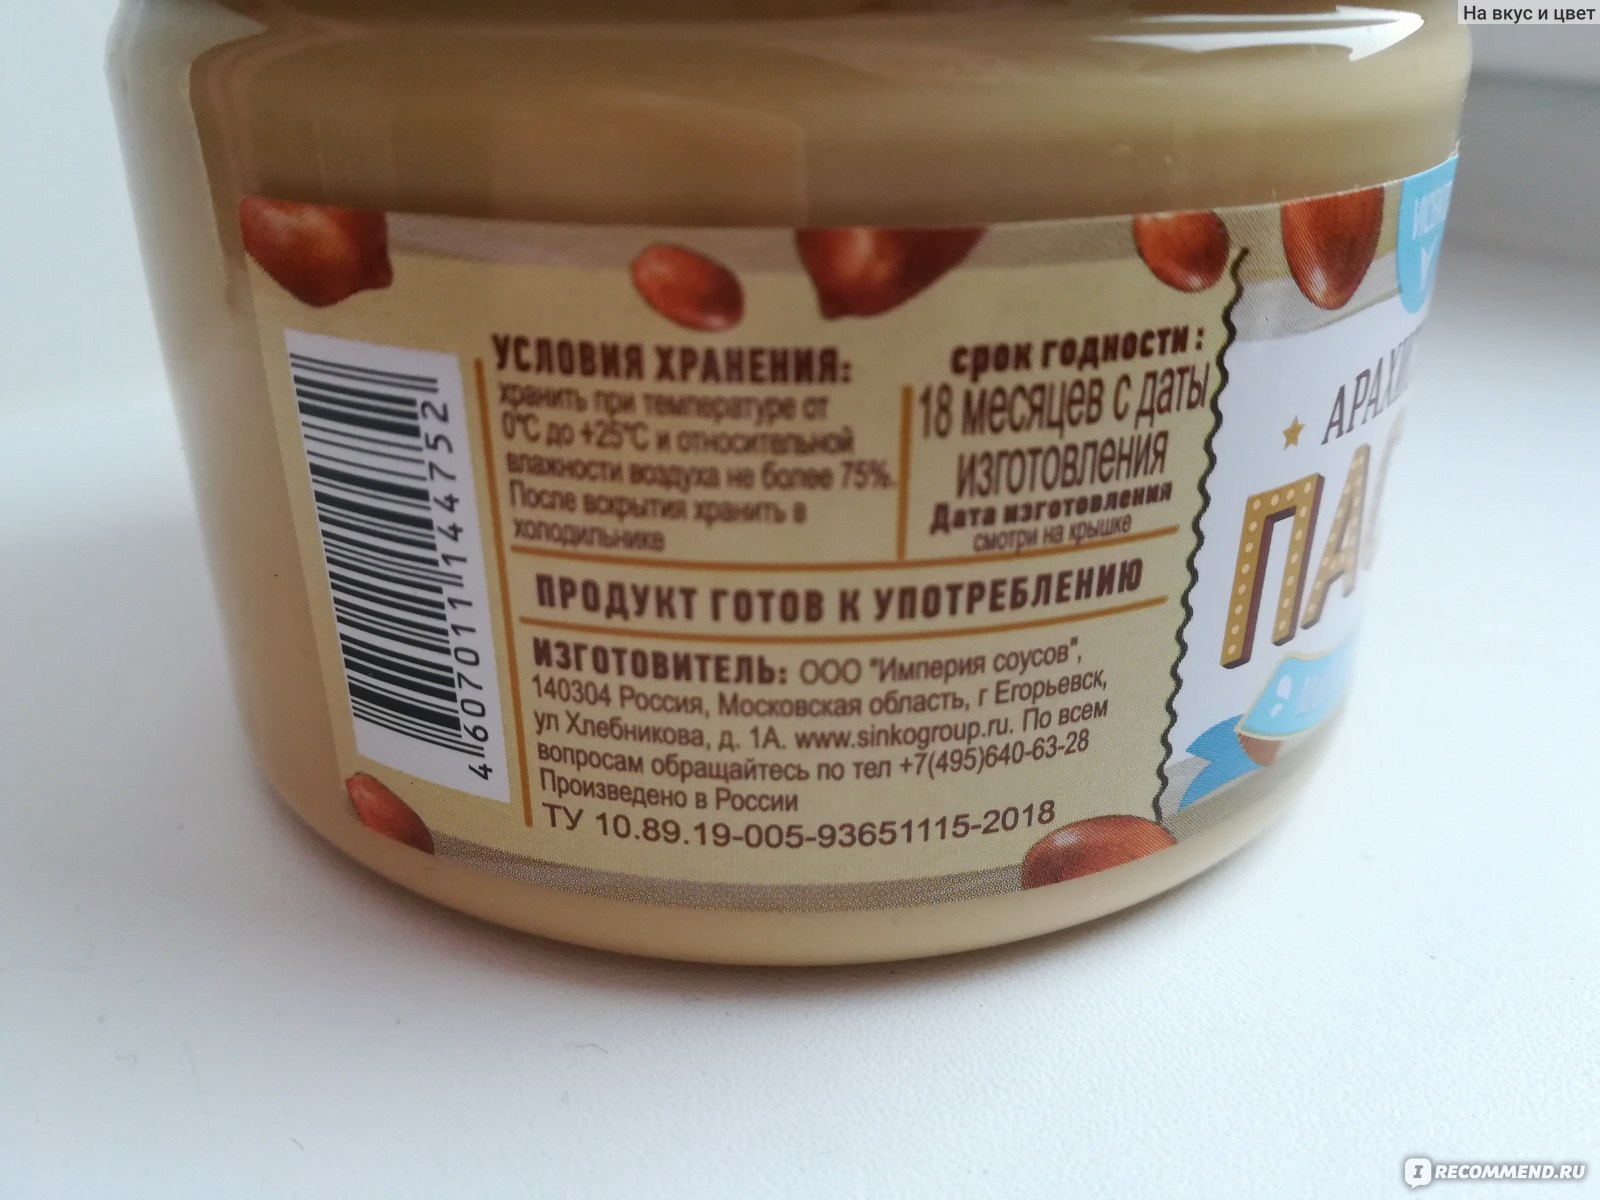 На вкус и цвет
УСЛОВИЯ ХРАНЕНИЯ:
хранить при температуре от
0°С до +25°С и относительной
влажности воздуха не более 75%.
После вскрытия хранить в
холодильнике
СРОК ГОДНОСТИ :
18 месяцев с даты
изготовления
Дата изготовления
смотри на крышке
ПРОДУКТ ГОТОВ К УПОТРЕБЛЕНИЮ
ИЗГОТОВИТЕЛЬ: ООО "Империя соусов",
140304 Россия, Московская область, г Егорьевск,
ул Хлебникова, д. 1А. www.sinkogroup.ru. По всем
вопросам обращайтесь по тел +7(495)640-63-28
Произведено в России
ТУ 10.89.19-005-93651115-2018
4 607011 144752
АРАХИ
ПАС
IRECOMMEND.RU